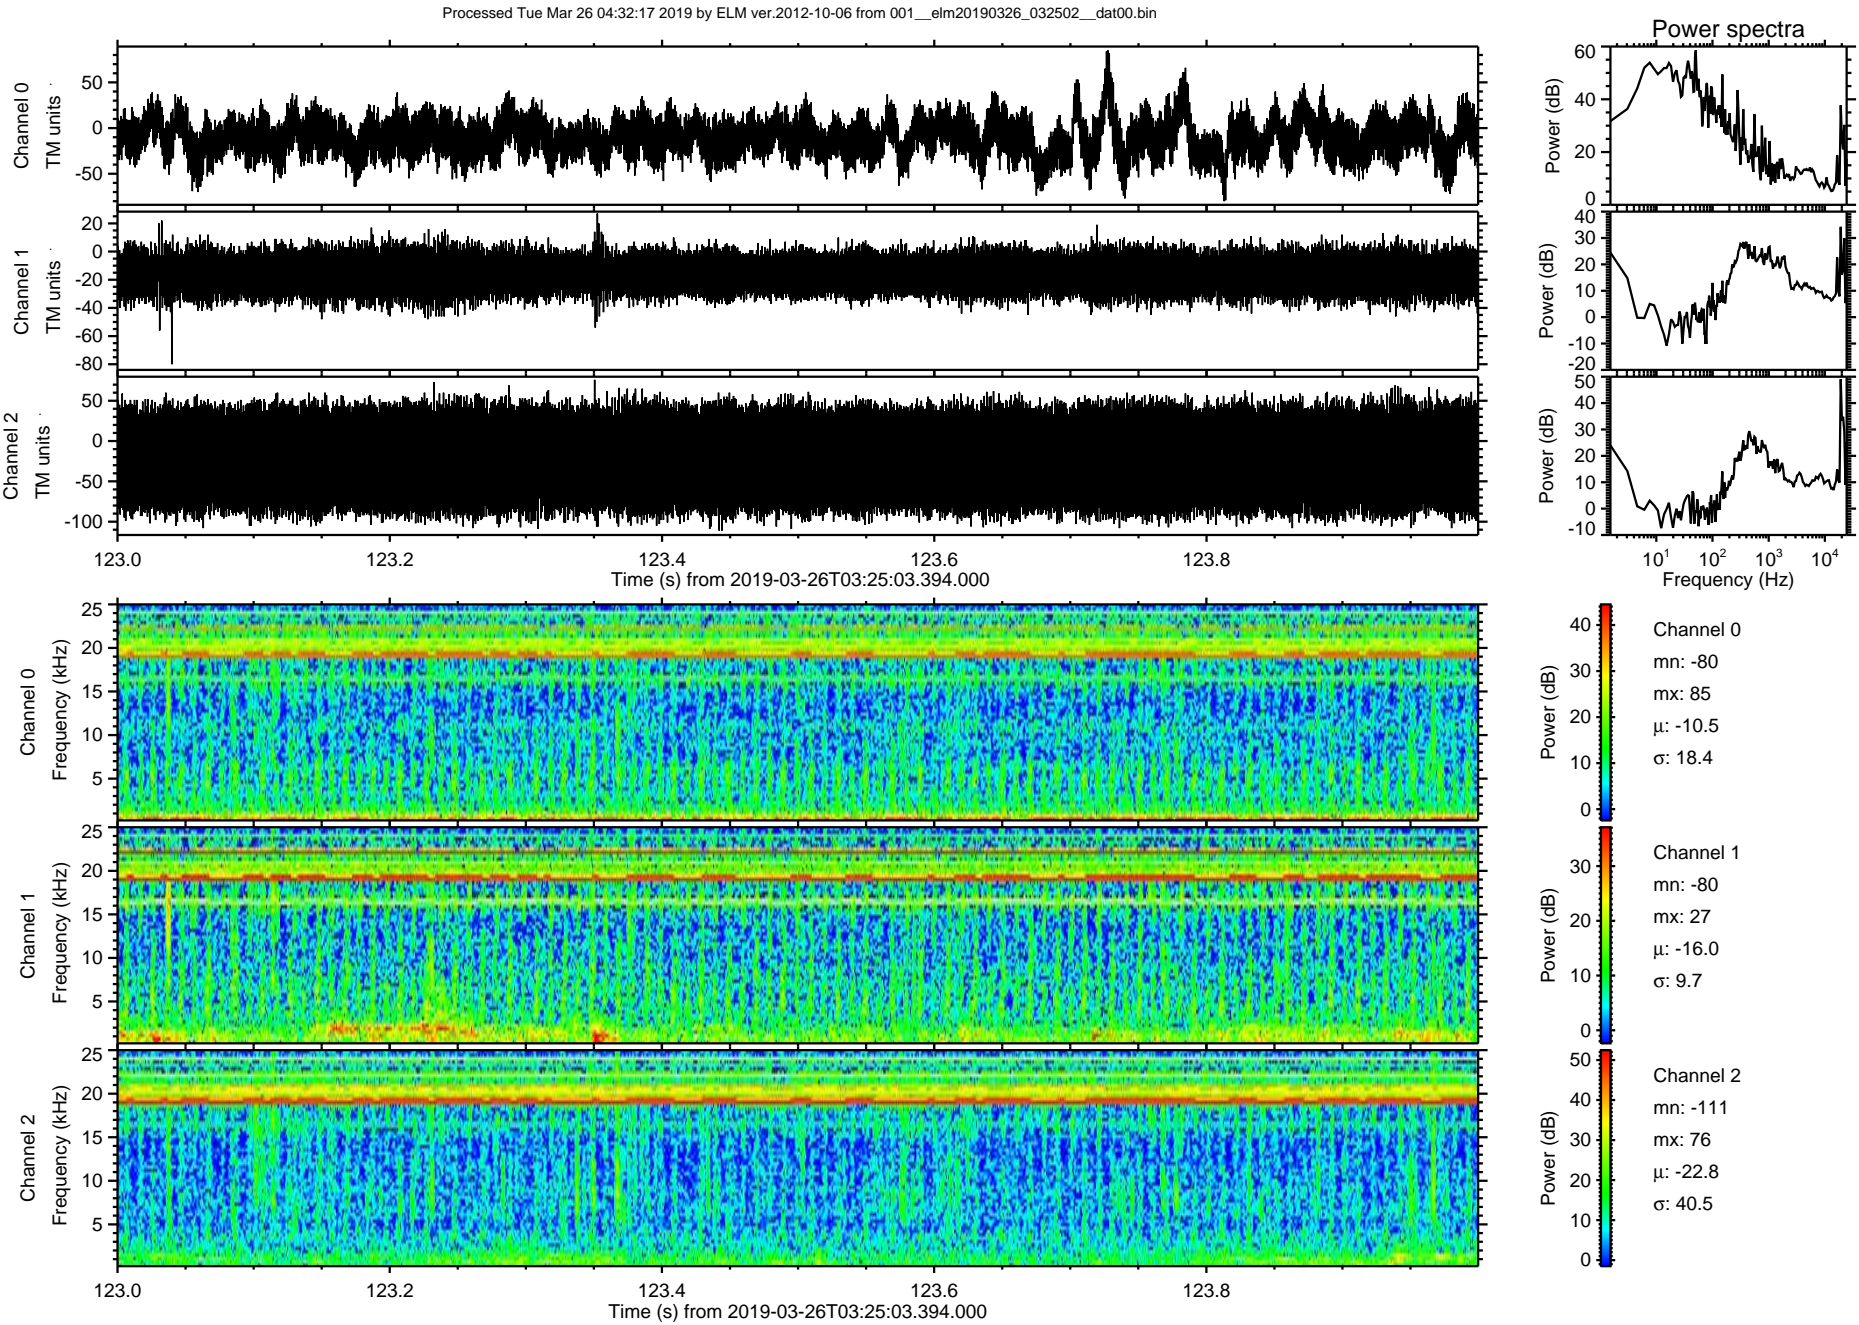 Processed Tue Mar 26 04:32:17 2019 by ELM ver.2012-10-06 from 001__elm20190326_032502__dat00.bin
Power spectra
Channel 0
TM units
50
0
-50
Power (dB)
60
40
20
0
Channel 1
TM units
20
0
-20
-40
-60
-80
Power (dB)
40
30
20
10
0
-10
-20
Channel 2
TM units
50
0
-50
-100
Power (dB)
50
40
30
20
10
0
-10
123.0 123.2 123.4 123.6 123.8
Time (s) from 2019-03-26T03:25:03.394.000
10¹ 10² 10³ 10⁴
Frequency (Hz)
Channel 0
Frequency (kHz)
25
20
15
10
5
Power (dB)
40
30
20
10
0
Channel 0
mn: -80
mx: 85
μ: -10.5
σ: 18.4
Channel 1
Frequency (kHz)
25
20
15
10
5
Power (dB)
30
20
10
0
Channel 1
mn: -80
mx: 27
μ: -16.0
σ: 9.7
Channel 2
Frequency (kHz)
25
20
15
10
5
Power (dB)
50
40
30
20
10
0
Channel 2
mn: -111
mx: 76
μ: -22.8
σ: 40.5
123.0 123.2 123.4 123.6 123.8
Time (s) from 2019-03-26T03:25:03.394.000